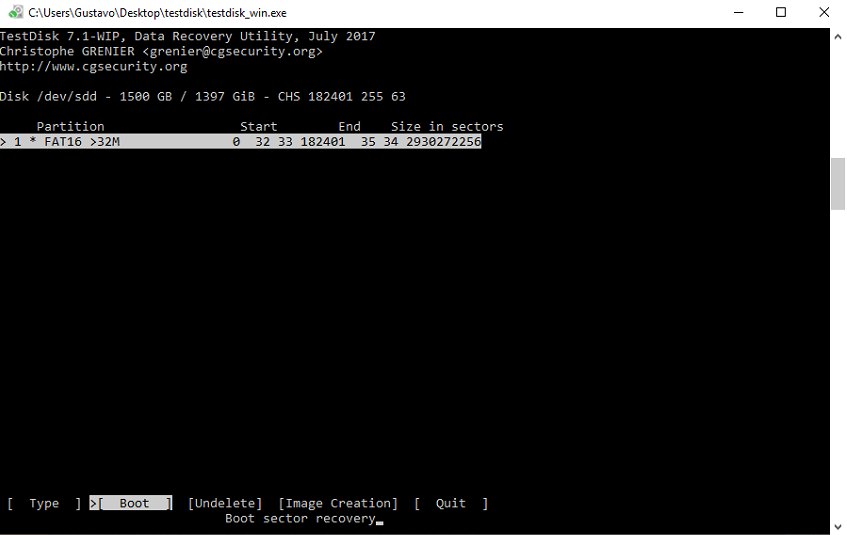 C:\Users\Gustavo\Desktop\testdisk\testdisk_win.exe
TestDisk 7.1-WIP, Data Recovery Utility, July 2017
Christophe GRENIER <grenier@cgsecurity.org>
http://www.cgsecurity.org
Disk /dev/sdd - 1500 GB / 1397 GiB - CHS 182401 255 63
Partition Start End Size in sectors
> 1 * FAT16 >32M 0 32 33 182401 35 34 2930272256
[ Type ] >[ Boot ] [Undelete] [Image Creation] [ Quit ]
Boot sector recovery